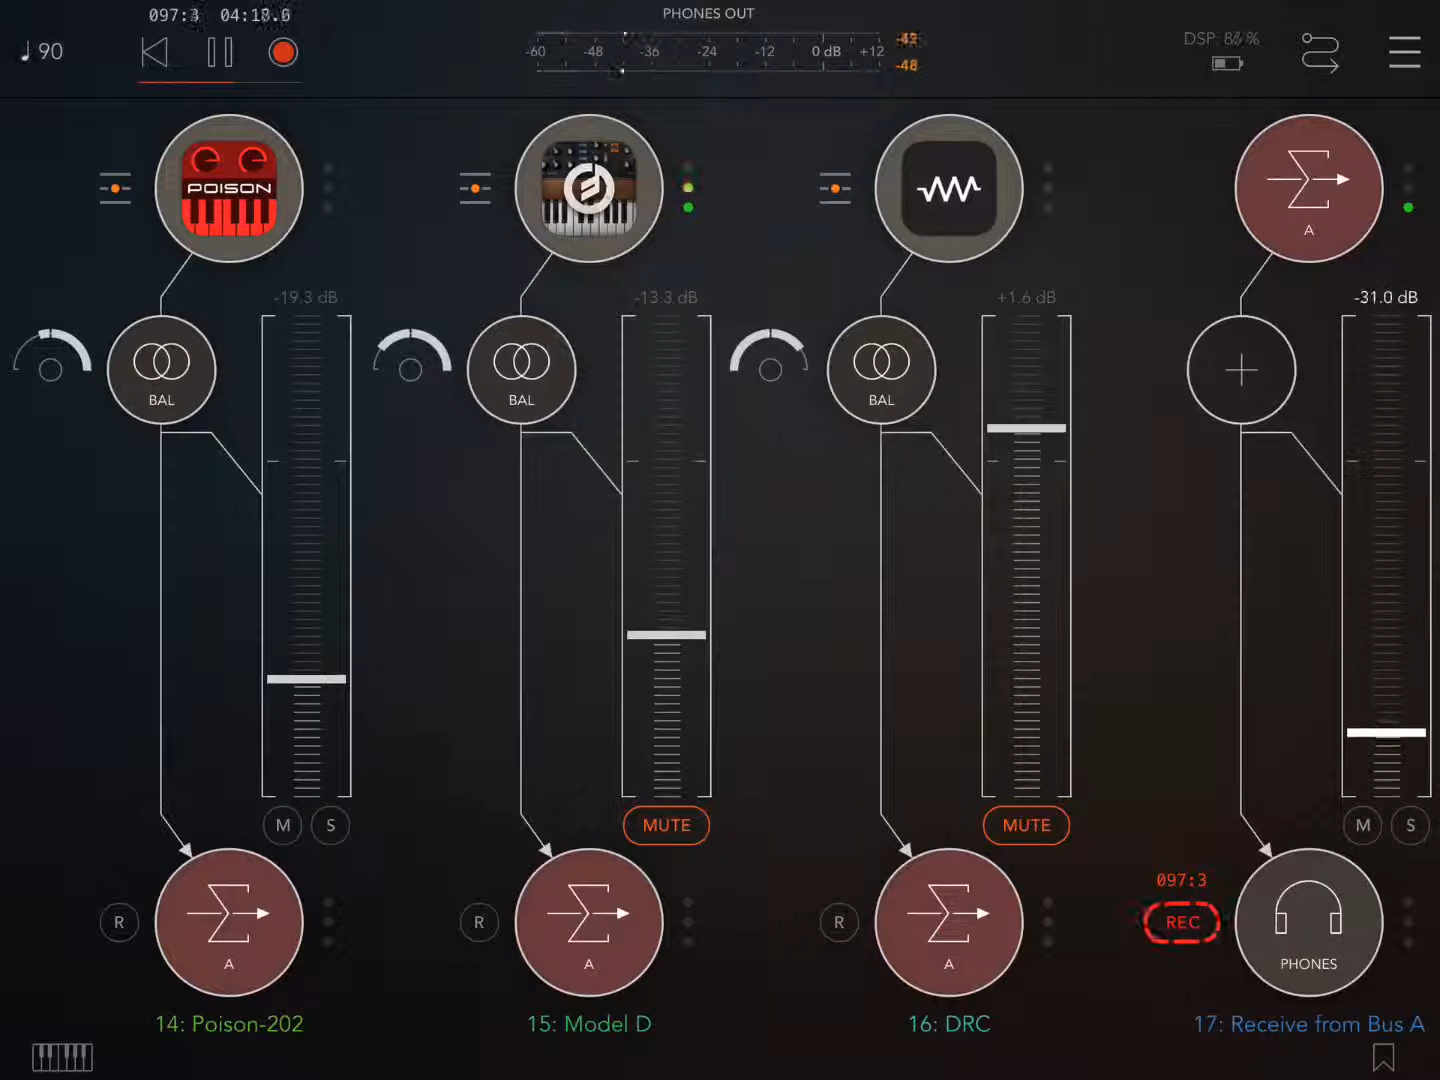 097:3 04:18.6
PHONES OUT
90
-60 -48 -36 -24 -12 0 dB +12
-48
DSP: 87%
POISON
A
-19.3 dB
-13.3 dB
+1.6 dB
-31.0 dB
BAL
BAL
BAL
M S
MUTE
MUTE
M S
097:3
R
R
R
REC
A
A
A
PHONES
14: Poison-202
15: Model D
16: DRC
17: Receive from Bus A